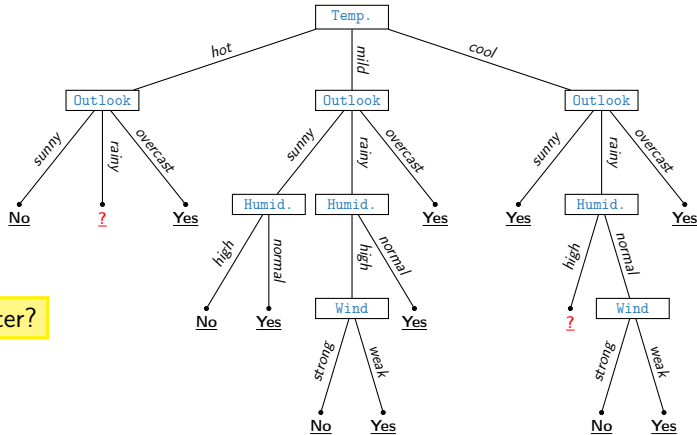 Temp.
hot
mild
cool
Outlook
Outlook
Outlook
sunny
rainy
overcast
sunny
rainy
overcast
sunny
rainy
overcast
No
?
Yes
Humid.
Humid.
Yes
Yes
Humid.
Yes
high
normal
high
normal
high
normal
ter?
No
Yes
Wind
Yes
?
Wind
strong
weak
strong
weak
No
Yes
No
Yes